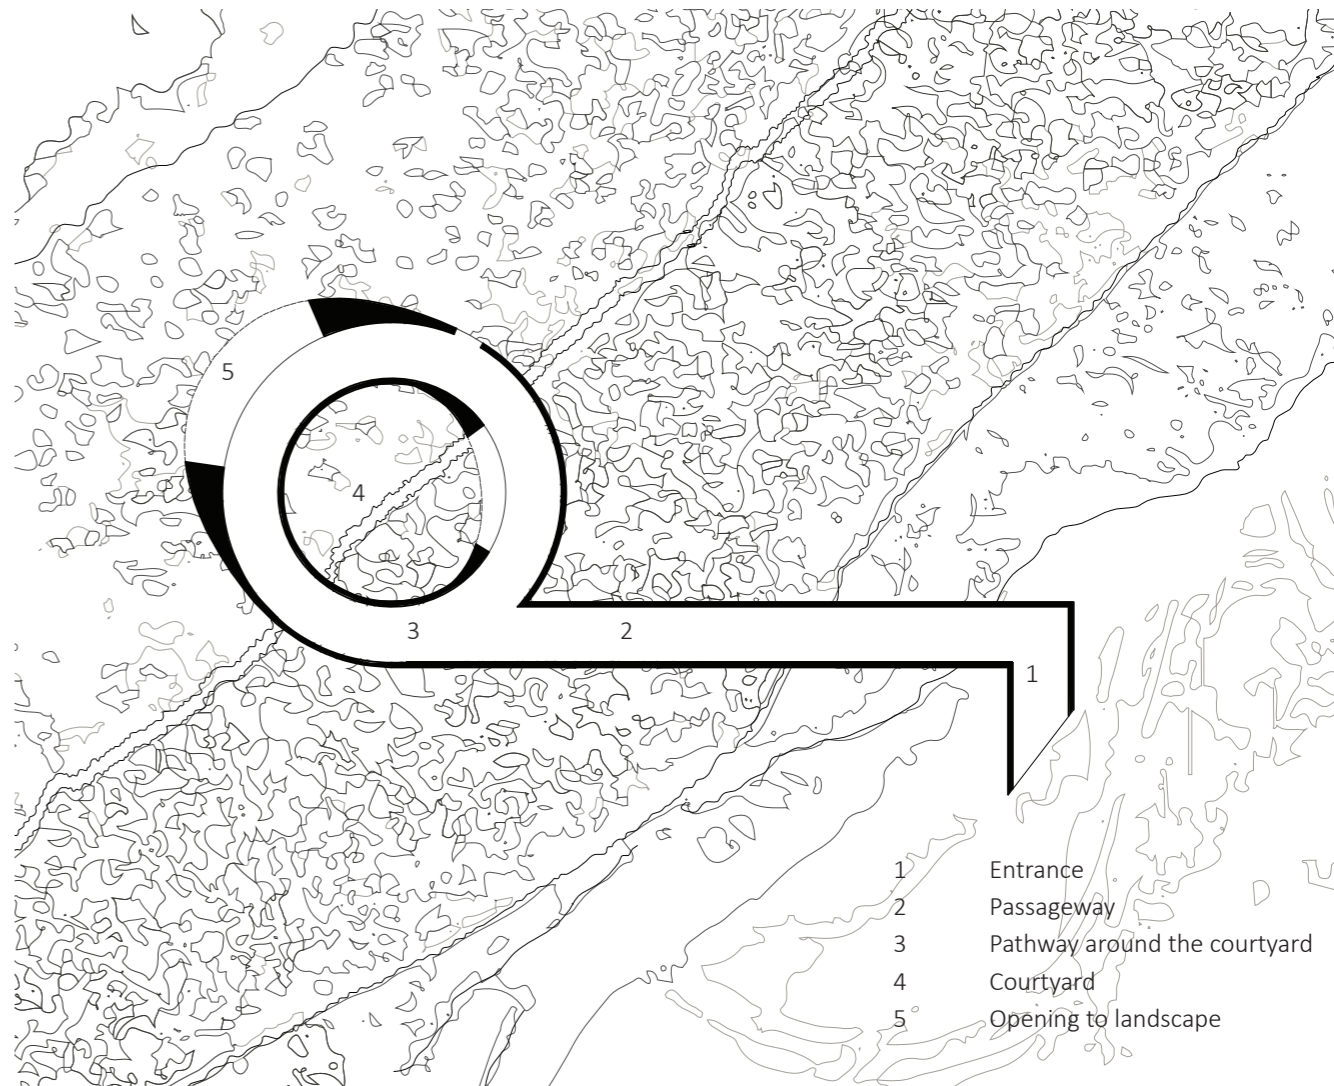 5
4
3
2
1
1 Entrance
2 Passageway
3 Pathway around the courtyard
4 Courtyard
5 Opening to landscape